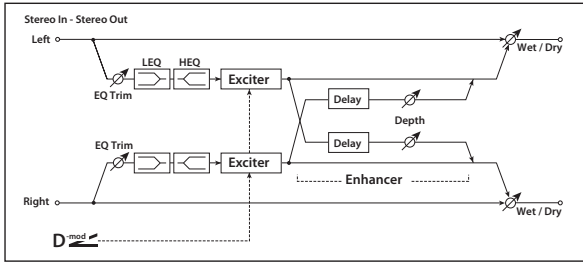 Stereo In - Stereo Out
Left
Wet / Dry
LEQ HEQ
EQ Trim
Exciter
Delay
Depth
EQ Trim
Delay
Exciter
Enhancer
Right
Wet / Dry
D-mod